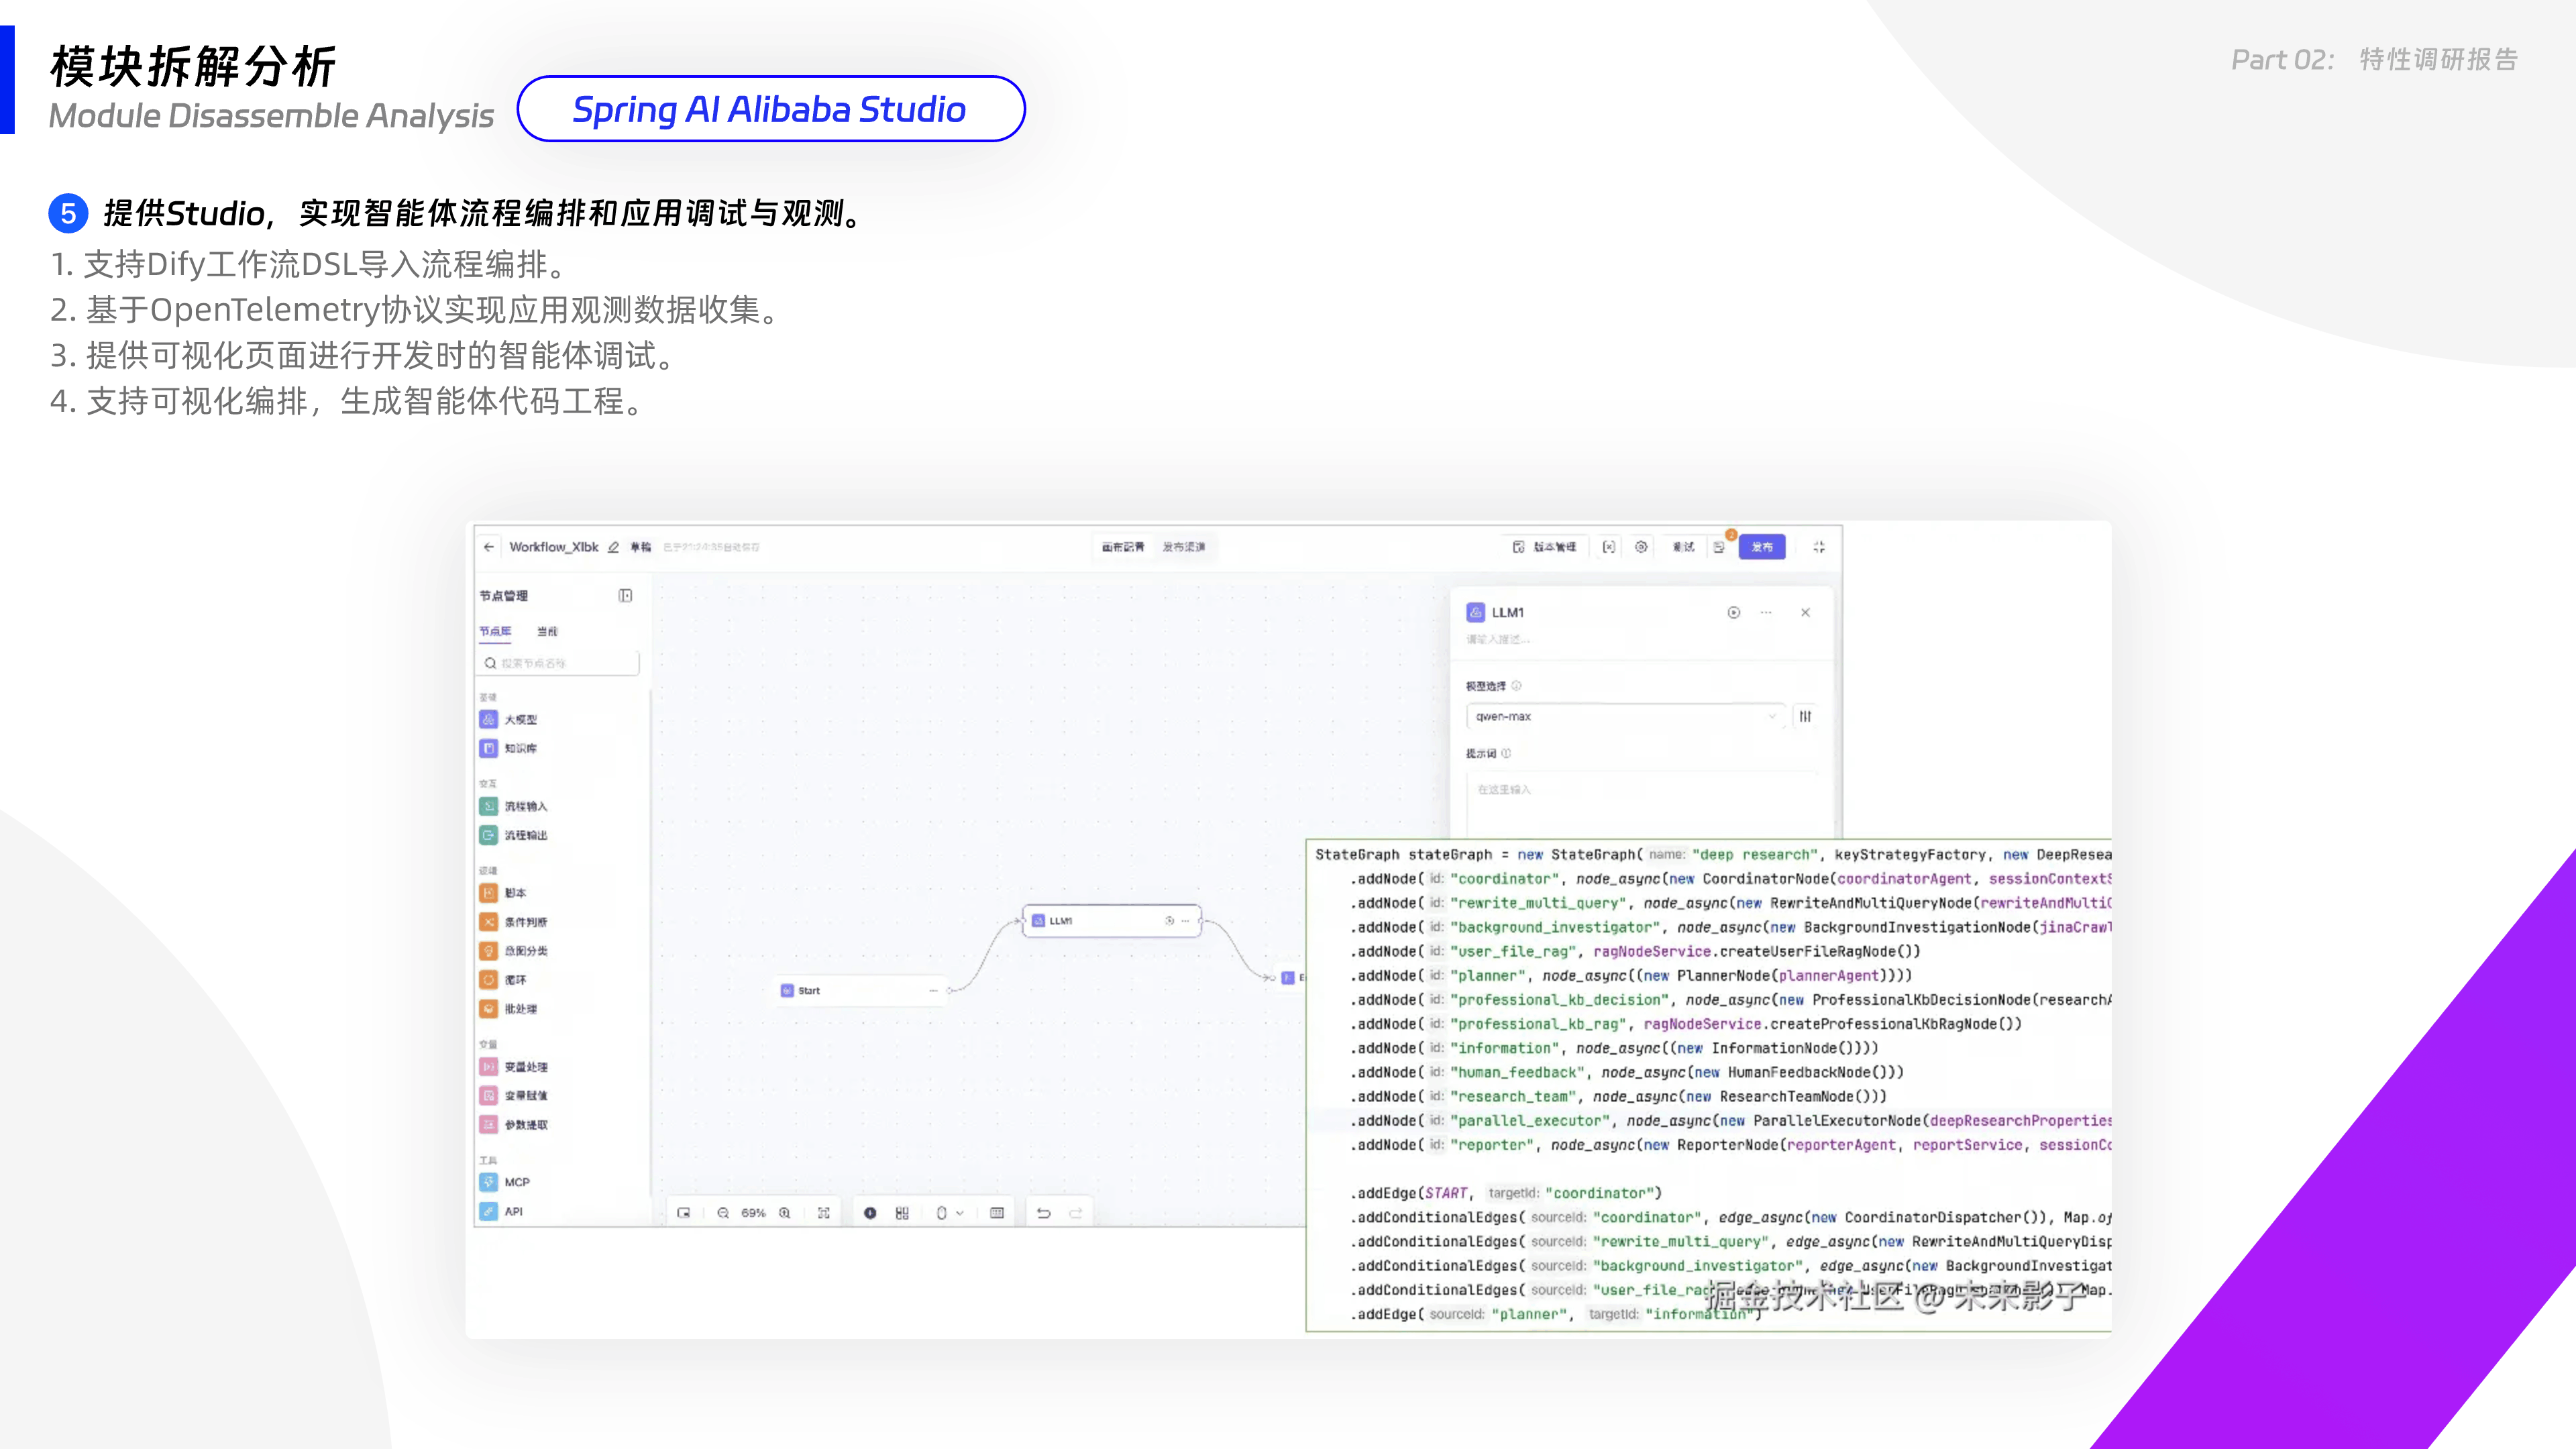 模块拆解分析
Module Disassemble Analysis
Spring AI Alibaba Studio
Part 02: 特性调研报告
5 提供Studio，实现智能体流程编排和应用调试与观测。
1. 支持Dify工作流DSL导入流程编排。
2. 基于OpenTelemetry协议实现应用观测数据收集。
3. 提供可视化页面进行开发时的智能体调试。
4. 支持可视化编排，生成智能体代码工程。
Workflow_Xlbk 草稿 已于21:24:35自动保存
画布配置 发布渠道
版本管理 测试 2 发布
节点管理
节点库 当前
搜索节点名称
基础
大模型
知识库
交互
流程输入
流程输出
逻辑
脚本
条件判断
意图分类
循环
批处理
变量
变量处理
变量赋值
参数提取
工具
MCP
API
Start
LLM1
69%
LLM1
请输入描述...
模型选择
qwen-max
提示词
在这里输入
StateGraph stateGraph = new StateGraph( name: "deep research", keyStrategyFactory, new DeepResea
.addNode( id: "coordinator", node_async(new CoordinatorNode(coordinatorAgent, sessionContextS
.addNode( id: "rewrite_multi_query", node_async(new RewriteAndMultiQueryNode(rewriteAndMultiQ
.addNode( id: "background_investigator", node_async(new BackgroundInvestigationNode(jinaCrawl
.addNode( id: "user_file_rag", ragNodeService.createUserFileRagNode())
.addNode( id: "planner", node_async((new PlannerNode(plannerAgent))))
.addNode( id: "professional_kb_decision", node_async(new ProfessionalKbDecisionNode(researchA
.addNode( id: "professional_kb_rag", ragNodeService.createProfessionalKbRagNode())
.addNode( id: "information", node_async((new InformationNode())))
.addNode( id: "human_feedback", node_async(new HumanFeedbackNode()))
.addNode( id: "research_team", node_async(new ResearchTeamNode()))
.addNode( id: "parallel_executor", node_async(new ParallelExecutorNode(deepResearchProperties
.addNode( id: "reporter", node_async(new ReporterNode(reporterAgent, reportService, sessionCo
.addEdge(START, targetId: "coordinator")
.addConditionalEdges( sourceId: "coordinator", edge_async(new CoordinatorDispatcher()), Map.of
.addConditionalEdges( sourceId: "rewrite_multi_query", edge_async(new RewriteAndMultiQueryDisp
.addConditionalEdges( sourceId: "background_investigator", edge_async(new BackgroundInvestigat
.addConditionalEdges( sourceId: "user_file_rag
.addEdge( sourceId: "planner", targetId: "information")
掘金技术社区 @ 未来影子